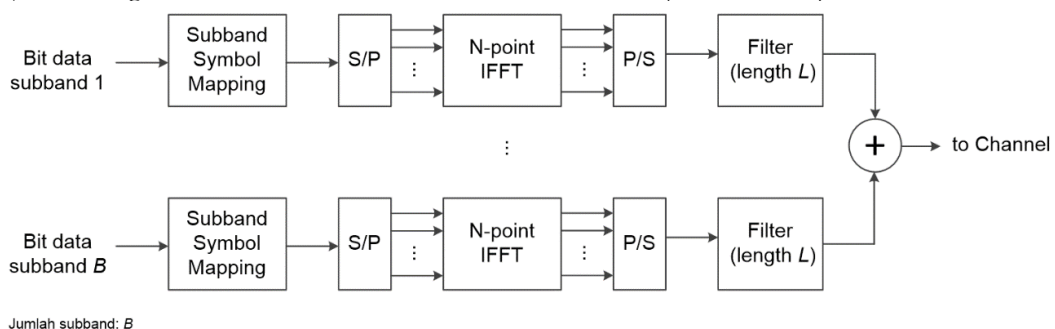 Bit data
subband 1
Subband
Symbol
Mapping
S/P
⋮
N-point
IFFT
⋮
P/S
Filter
(length L)
⋮
+
to Channel
Bit data
subband B
Subband
Symbol
Mapping
S/P
⋮
N-point
IFFT
⋮
P/S
Filter
(length L)
Jumlah subband: B